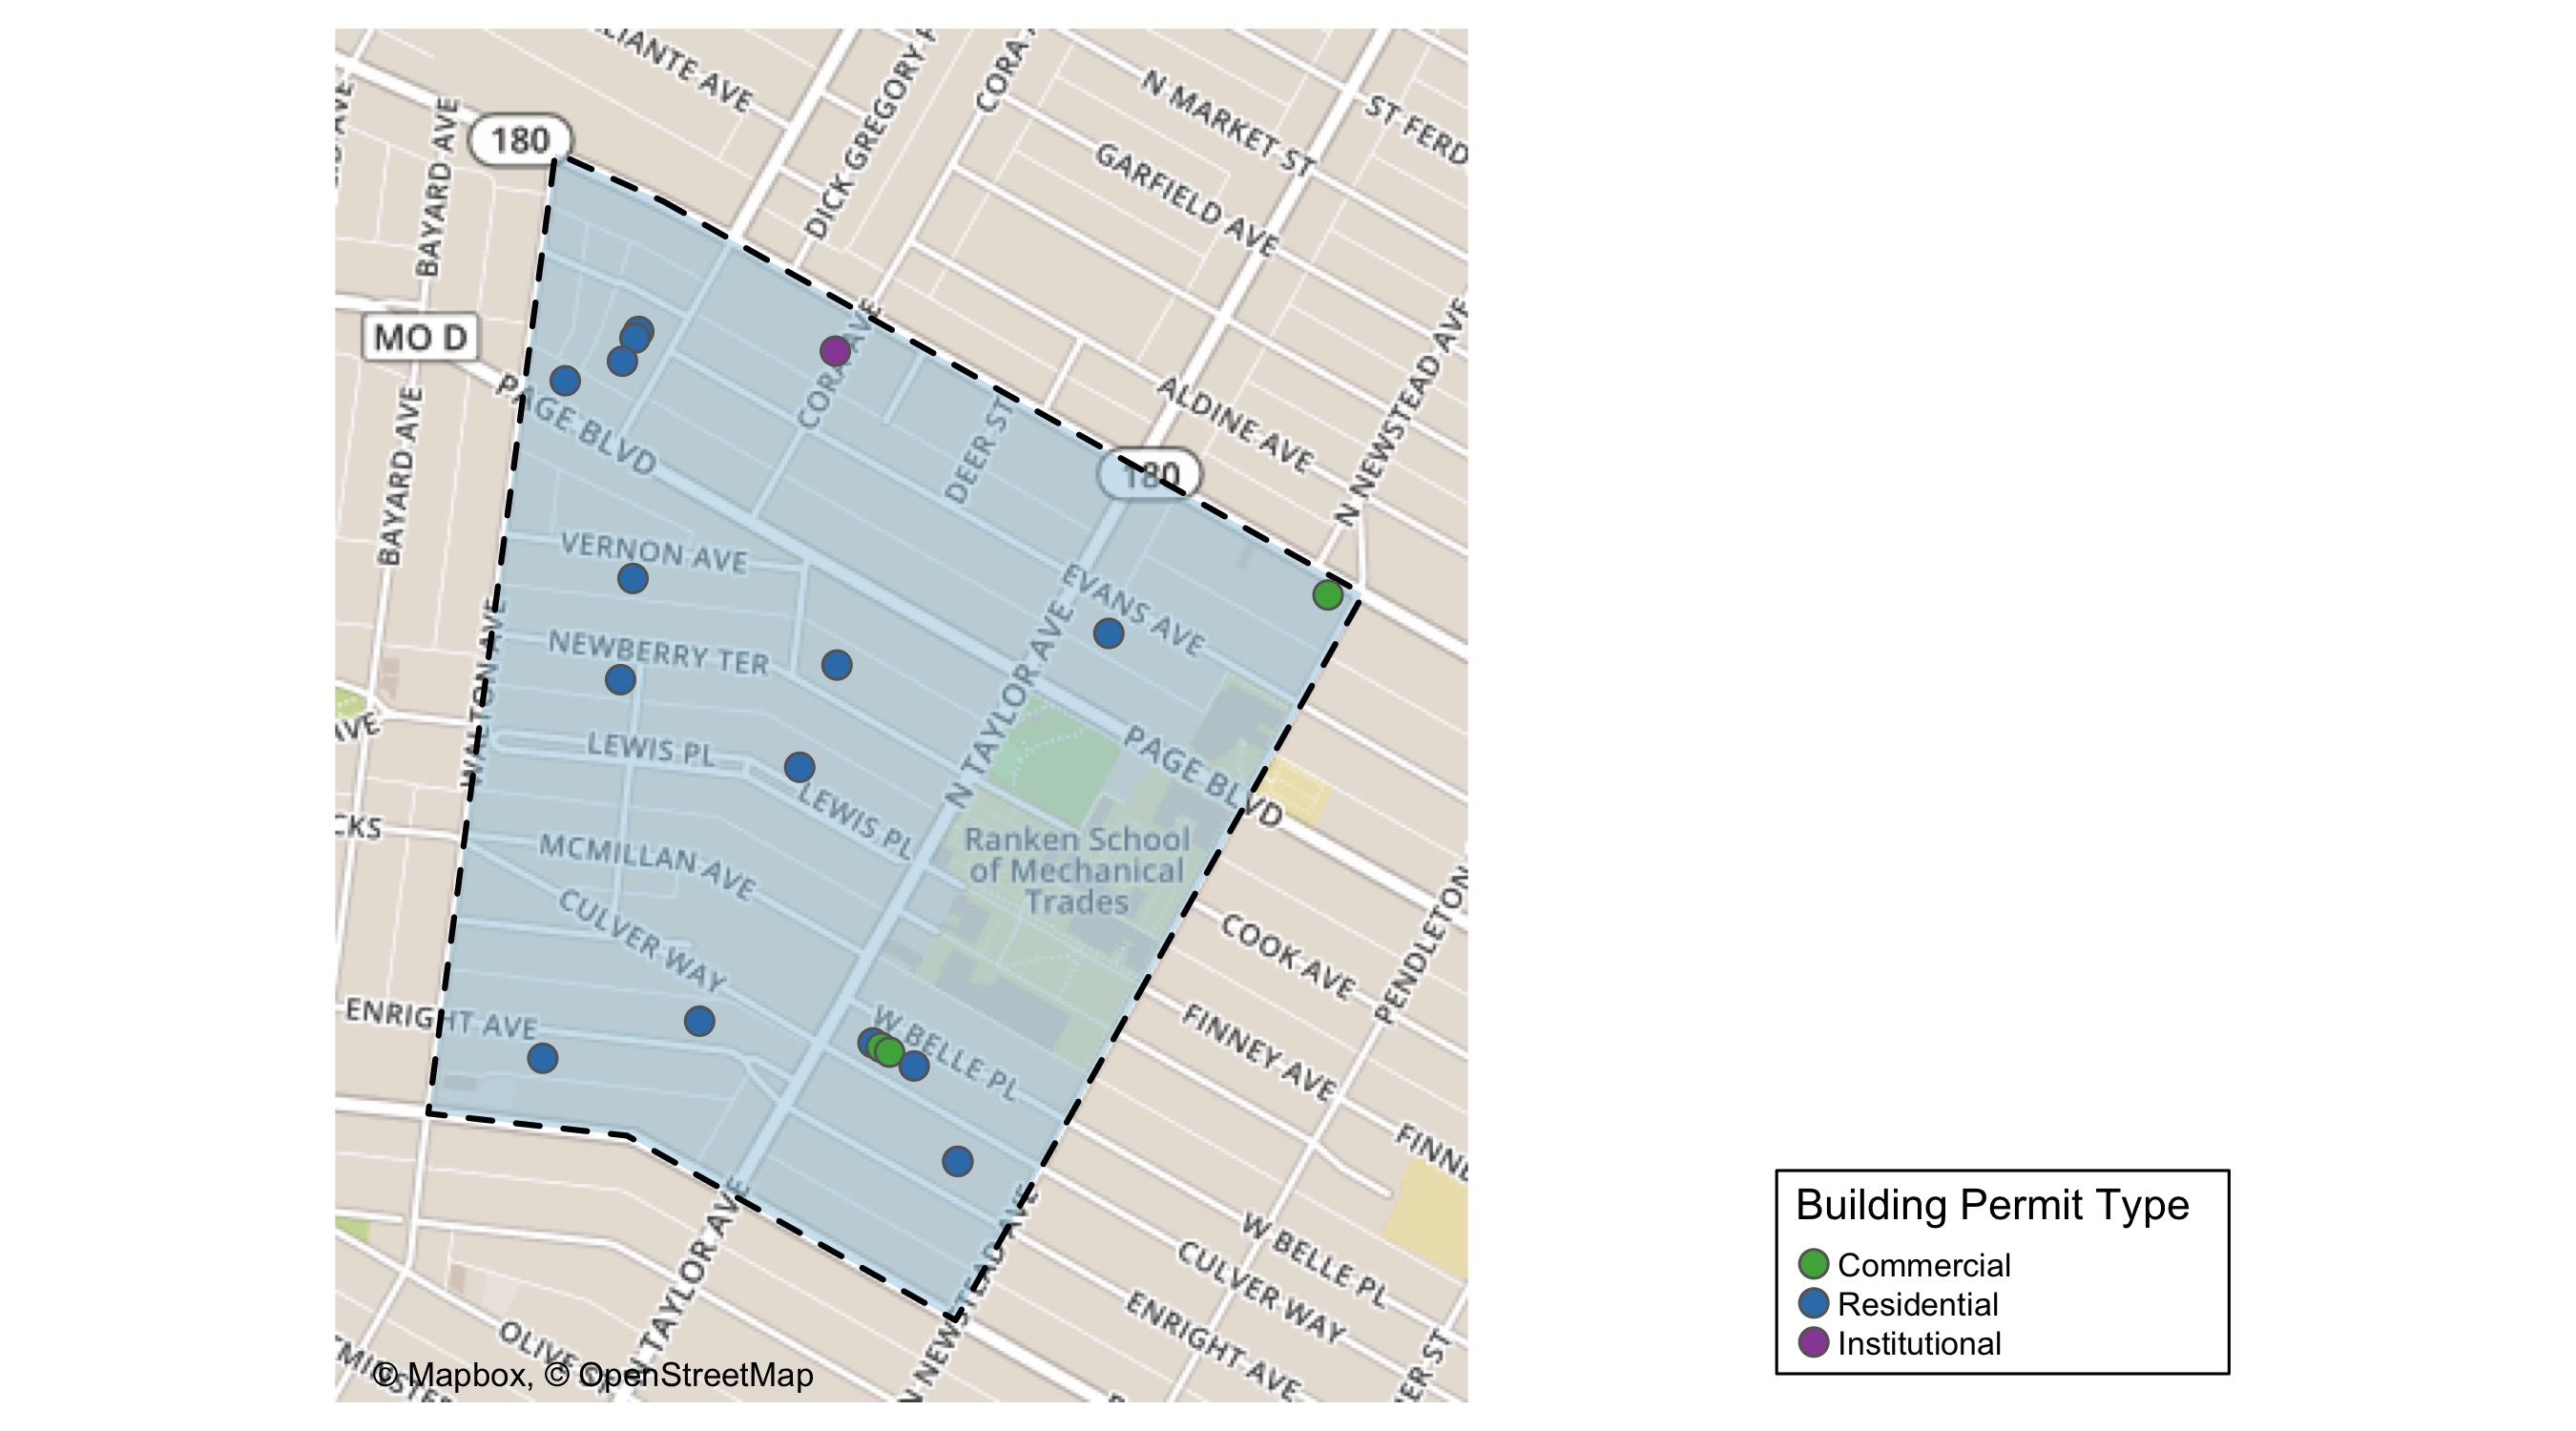 LIANTE AVE
DICK GREGORY P
CORA A
N MARKET ST
ST FERD
GARFIELD AVE
180
BAYARD AVE
MO D
CORA AVE
PAGE BLVD
DEER ST
180
ALDINE AVE
N NEWSTEAD AVE
BAYARD AVE
VERNON AVE
EVANS AVE
NEWBERRY TER
WALTON AVE
N TAYLOR AVE
AVE
LEWIS PL
LEWIS PL
PAGE BLVD
CKS
MCMILLAN AVE
Ranken School
of Mechanical
Trades
CULVER WAY
COOK AVE
PENDLETON
ENRIGHT AVE
W BELLE PL
FINNEY AVE
FINNE
N TAYLOR AVE
N NEWSTEAD AVE
W BELLE PL
CULVER WAY
ENRIGHT AVE
OLIVE
ER ST
© Mapbox, © OpenStreetMap
Building Permit Type
Commercial
Residential
Institutional